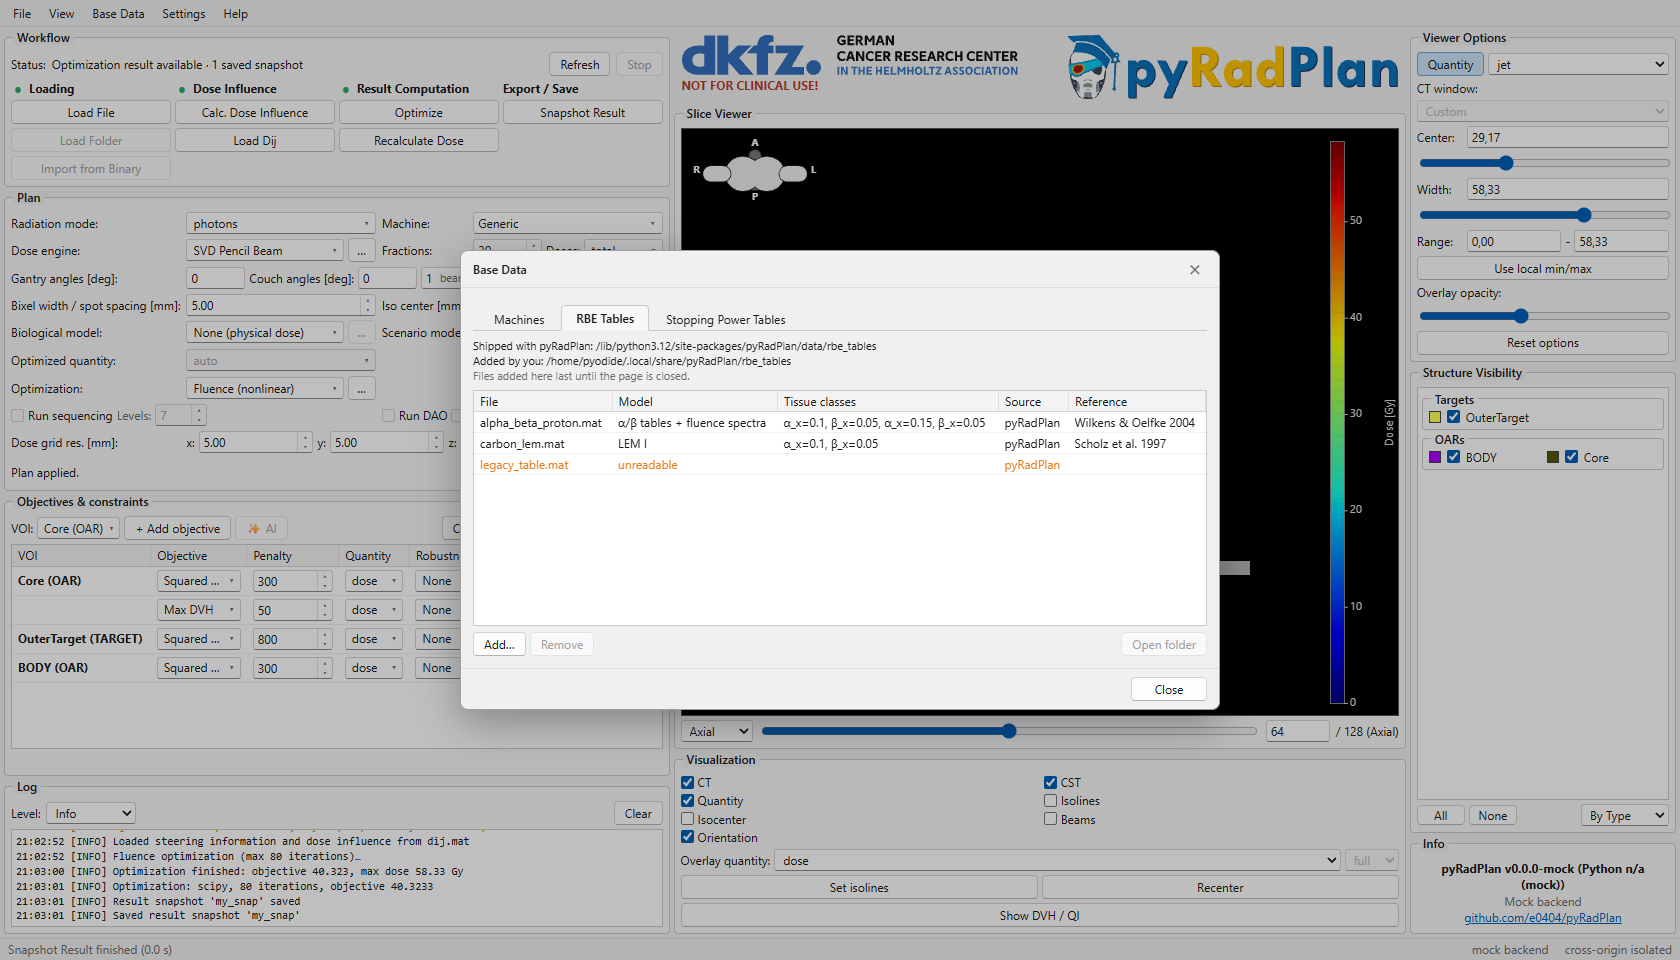 File View Base Data Settings Help
Workflow
Status: Optimization result available · 1 saved snapshot
Refresh Stop
Loading Dose Influence Result Computation Export / Save
Load File Calc. Dose Influence Optimize Snapshot Result
Load Folder Load Dij Recalculate Dose
Import from Binary
Plan
Radiation mode: photons Machine: Generic
Dose engine: SVD Pencil Beam ... Fractions:
Gantry angles [deg]: 0 Couch angles [deg]: 0 1
Bixel width / spot spacing [mm]: 5.00 Iso center [mm
Biological model: None (physical dose) ... Scenario mode
Optimized quantity: auto
Optimization: Fluence (nonlinear) ...
Run sequencing Levels: 7 Run DAO
Dose grid res. [mm]: x: 5.00 y: 5.00 z:
Plan applied.
Objectives & constraints
VOI: Core (OAR) + Add objective ✨ AI
VOI Objective Penalty Quantity Robustn
Core (OAR) Squared ... 300 dose None
Max DVH 50 dose None
OuterTarget (TARGET) Squared ... 800 dose None
BODY (OAR) Squared ... 300 dose None
Log
Level: Info Clear
21:02:52 [INFO] Loaded steering information and dose influence from dij.mat
21:02:52 [INFO] Fluence optimization (max 80 iterations)…
21:03:00 [INFO] Optimization finished: objective 40.323, max dose 58.33 Gy
21:03:01 [INFO] Optimization: scipy, 80 iterations, objective 40.3233
21:03:01 [INFO] Result snapshot 'my_snap' saved
21:03:01 [INFO] Saved result snapshot 'my_snap'
Snapshot Result finished (0.0 s)
dkfz.
GERMAN
CANCER RESEARCH CENTER
IN THE HELMHOLTZ ASSOCIATION
NOT FOR CLINICAL USE!
pyRadPlan
Slice Viewer
A
R L
P
50
40
30
20
10
0
Dose [Gy]
Axial 64 / 128 (Axial)
Visualization
CT CST
Quantity Isolines
Isocenter Beams
Orientation
Overlay quantity: dose full
Set isolines Recenter
Show DVH / QI
Base Data
Machines RBE Tables Stopping Power Tables
Shipped with pyRadPlan: /lib/python3.12/site-packages/pyRadPlan/data/rbe_tables
Added by you: /home/pyodide/.local/share/pyRadPlan/rbe_tables
Files added here last until the page is closed.
File Model Tissue classes Source Reference
alpha_beta_proton.mat α/β tables + fluence spectra α_x=0.1, β_x=0.05, α_x=0.15, β_x=0.05 pyRadPlan Wilkens & Oelfke 2004
carbon_lem.mat LEM I α_x=0.1, β_x=0.05 pyRadPlan Scholz et al. 1997
legacy_table.mat unreadable pyRadPlan
Add... Remove Open folder
Close
Viewer Options
Quantity jet
CT window:
Custom
Center: 29,17
Width: 58,33
Range: 0,00 - 58,33
Use local min/max
Overlay opacity:
Reset options
Structure Visibility
Targets
OuterTarget
OARs
BODY Core
All None By Type
Info
pyRadPlan v0.0.0-mock (Python n/a
(mock))
Mock backend
github.com/e0404/pyRadPlan
mock backend cross-origin isolated